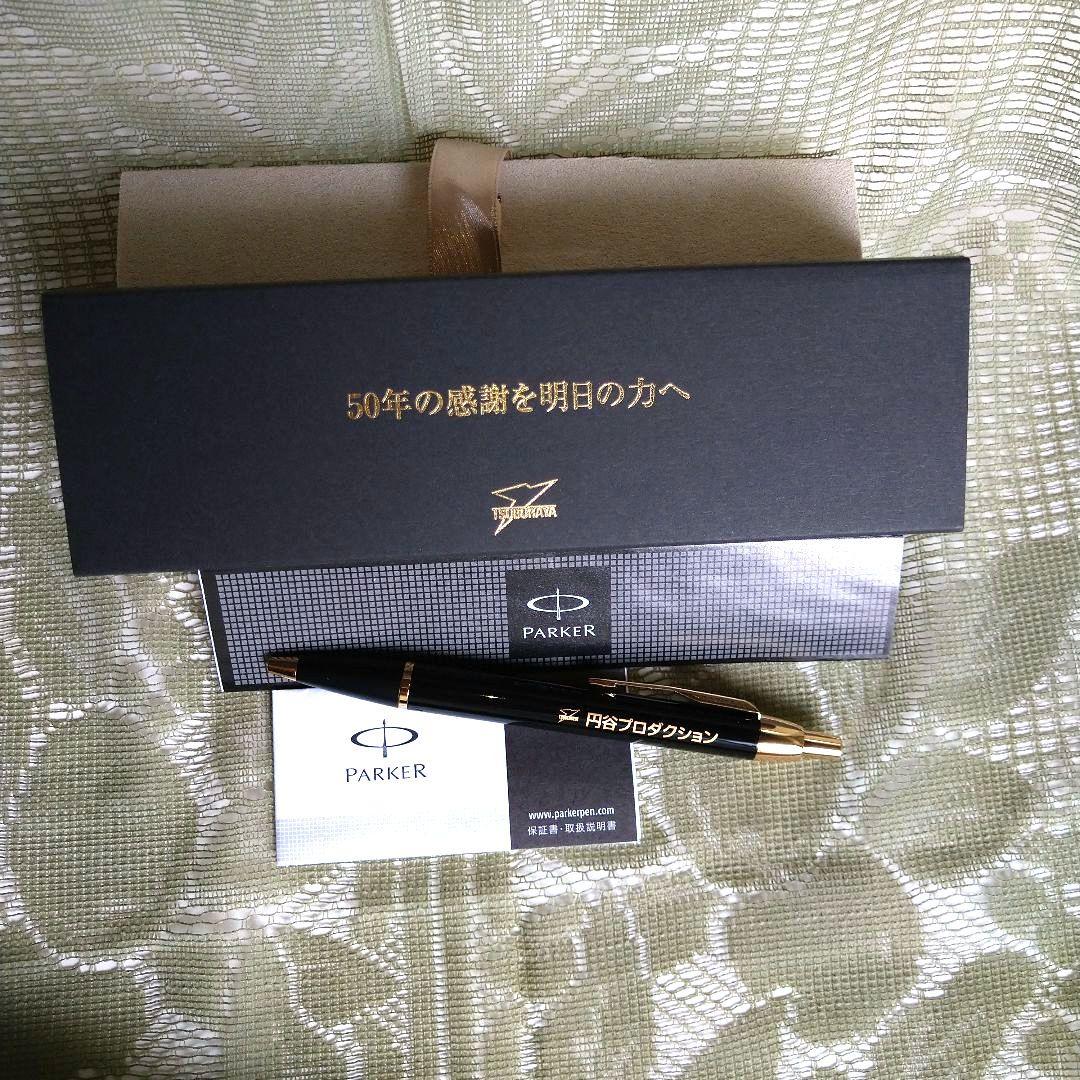 50年の感謝を明日の力へ
TSUBURAYA
PARKER
円谷プロダクション
PARKER
www.parkerpen.com
保証書・取扱説明書